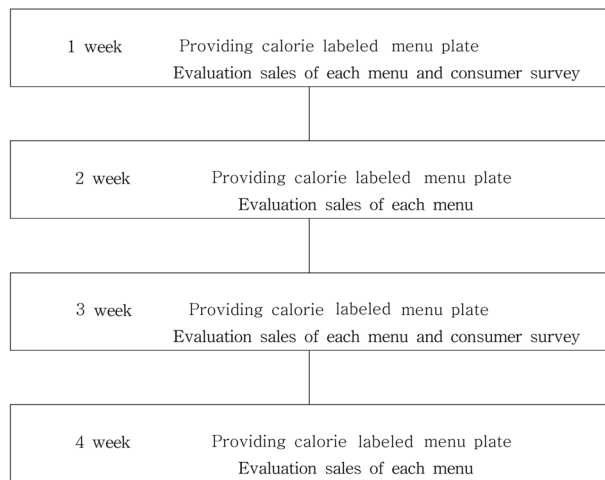 1 week Providing calorie labeled menu plate
Evaluation sales of each menu and consumer survey
2 week Providing calorie labeled menu plate
Evaluation sales of each menu
3 week Providing calorie labeled menu plate
Evaluation sales of each menu and consumer survey
4 week Providing calorie labeled menu plate
Evaluation sales of each menu